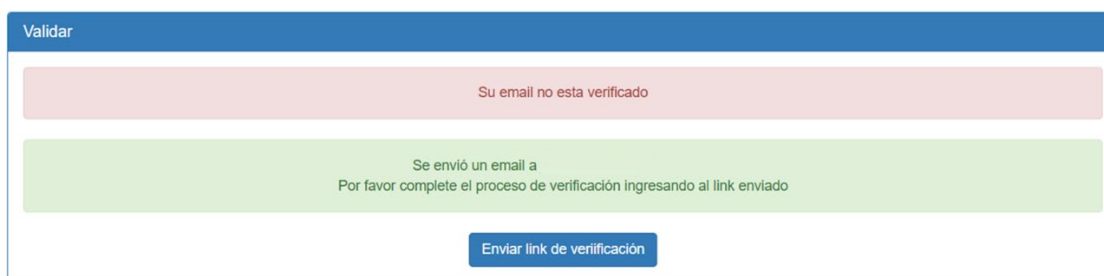 Validar
Su email no esta verificado
Se envió un email a
Por favor complete el proceso de verificación ingresando al link enviado
Enviar link de veriificación